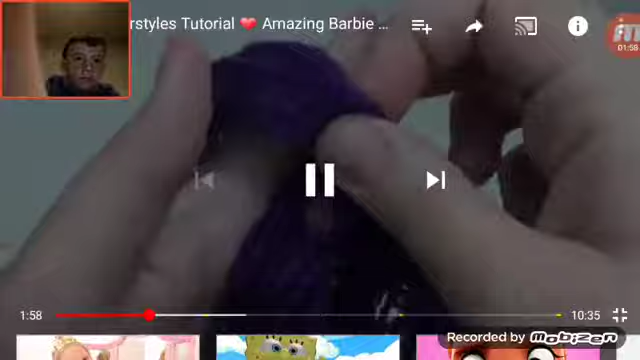 rstyles Tutorial ❤ Amazing Barbie ...
01:58
1:58
10:35
Recorded by Mobizen